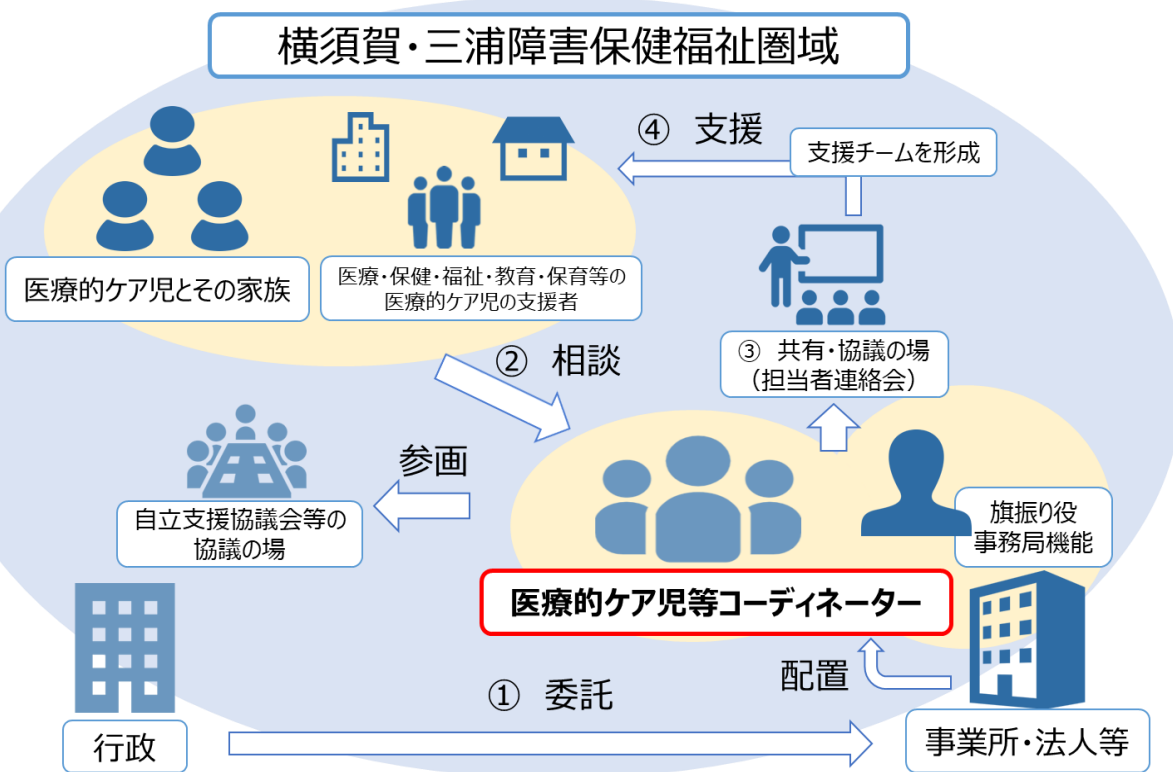 横須賀・三浦障害保健福祉圏域
④ 支援
支援チームを形成
医療的ケア児とその家族
医療・保健・福祉・教育・保育等の
医療的ケア児の支援者
③ 共有・協議の場
（担当者連絡会）
② 相談
参画
自立支援協議会等の
協議の場
旗振り役
事務局機能
医療的ケア児等コーディネーター
配置
① 委託
行政
事業所・法人等